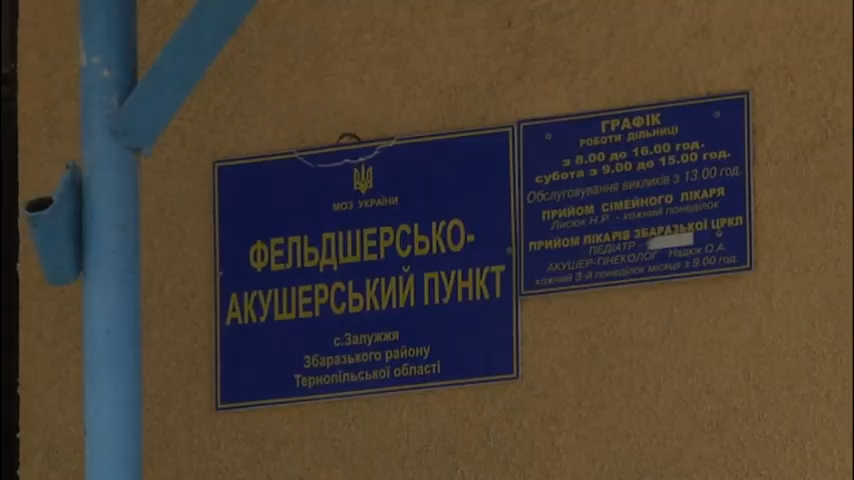 МОЗ УКРАЇНИ
ФЕЛЬДШЕРСЬКО-
АКУШЕРСЬКИЙ ПУНКТ
с.Залужжя
Збаразького району
Тернопільської області
ГРАФІК
РОБОТИ ДІЛЬНИЦІ
з 8.00 до 16.00 год.
субота з 9.00 до 15.00 год.
Обслуговування викликів з 13.00 год.
ПРИЙОМ СІМЕЙНОГО ЛІКАРЯ
Лисюк Н.Р. - кожний понеділок
ПРИЙОМ ЛІКАРІВ ЗБАРАЗЬКОЇ ЦРКЛ
ПЕДІАТР -
АКУШЕР-ГІНЕКОЛОГ Надюк О.А.
кожний 3-й понеділок місяця з 9.00 год.